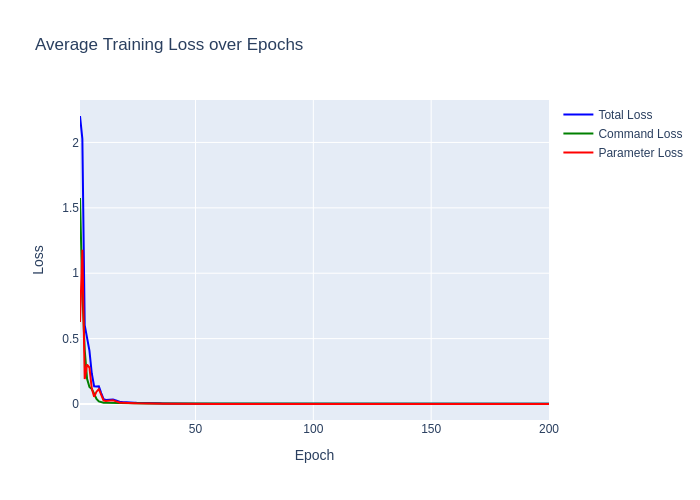 Average Training Loss over Epochs
Total Loss
Command Loss
Parameter Loss
2
1.5
1
0.5
0
Loss
50
100
150
200
Epoch